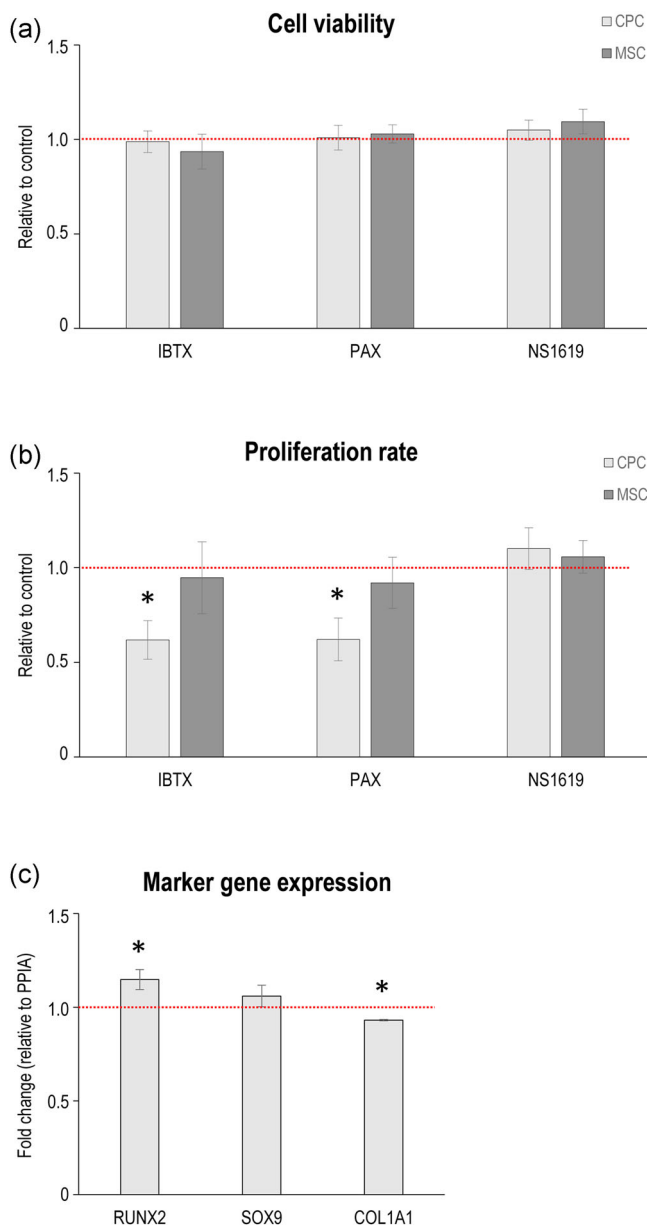 (a)
Cell viability
CPC
MSC
1.5
1.0
0.5
0
Relative to control
IBTX PAX NS1619
(b)
Proliferation rate
CPC
MSC
1.5
1.0
0.5
0
Relative to control
* *
IBTX PAX NS1619
(c)
Marker gene expression
1.5
1.0
0.5
0
Fold change (relative to PPIA)
* *
RUNX2 SOX9 COL1A1